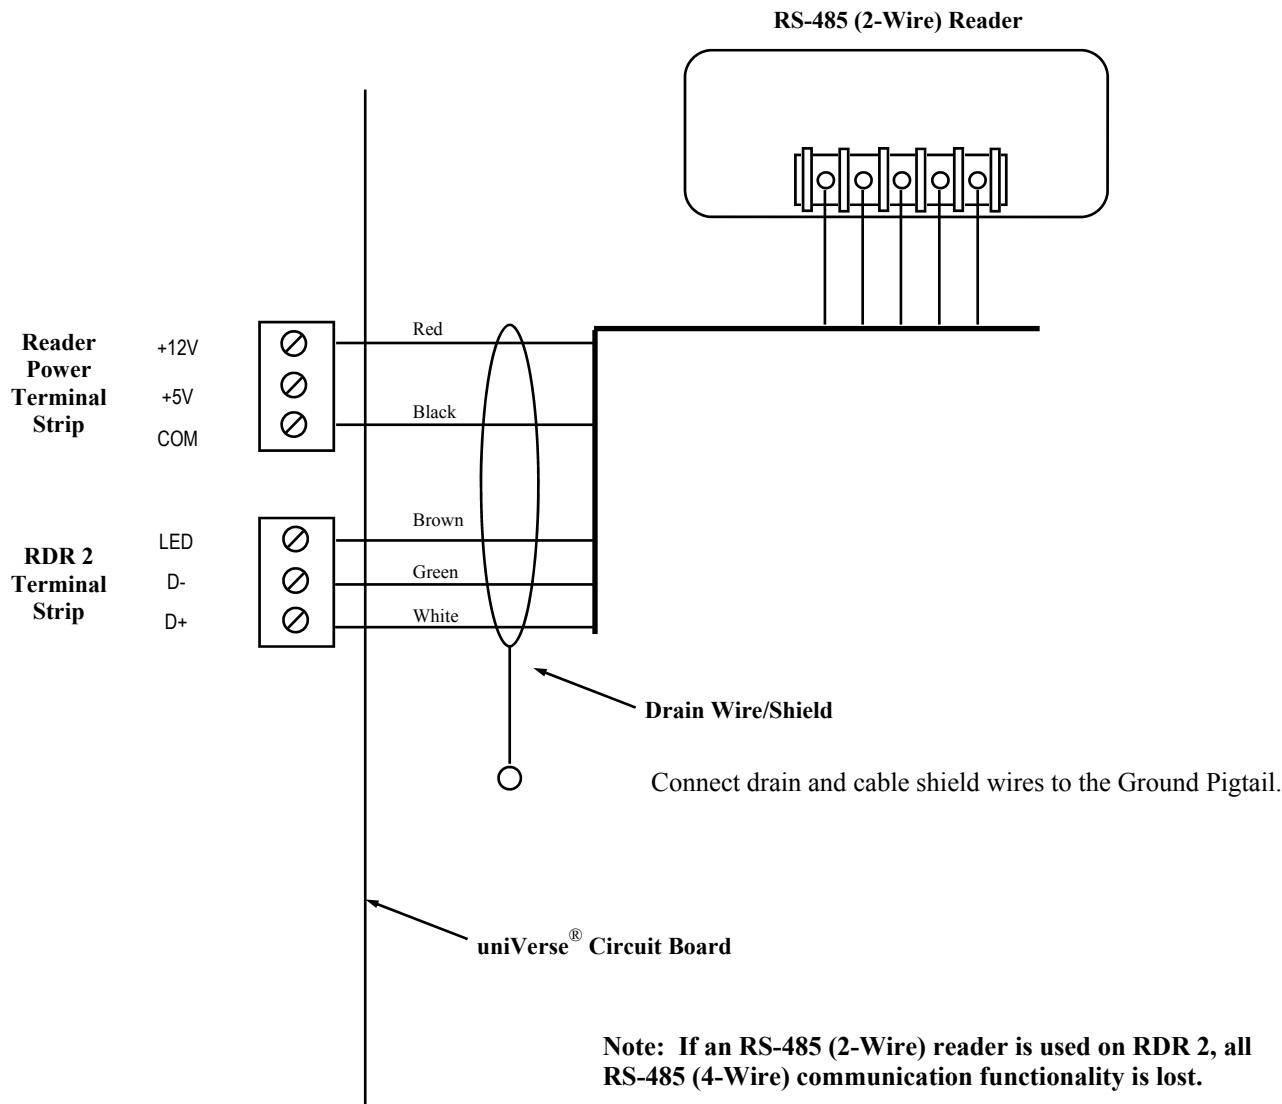 RS-485 (2-Wire) Reader
Reader
Power
Terminal
Strip
+12V
+5V
COM
Red
Black
RDR 2
Terminal
Strip
LED
D-
D+
Brown
Green
White
Drain Wire/Shield
Connect drain and cable shield wires to the Ground Pigtail.
uniVerse® Circuit Board
Note: If an RS-485 (2-Wire) reader is used on RDR 2, all
RS-485 (4-Wire) communication functionality is lost.